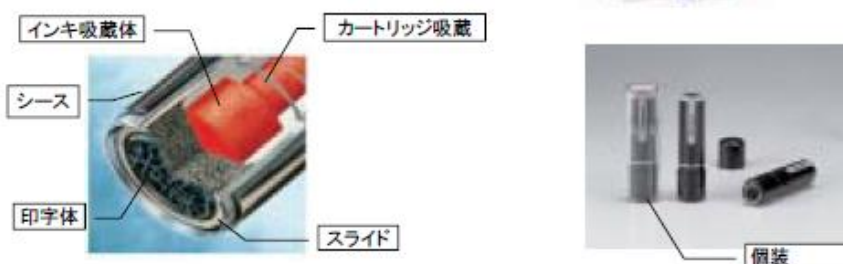 インキ吸蔵体
カートリッジ吸蔵
シース
印字体
スライド
個装